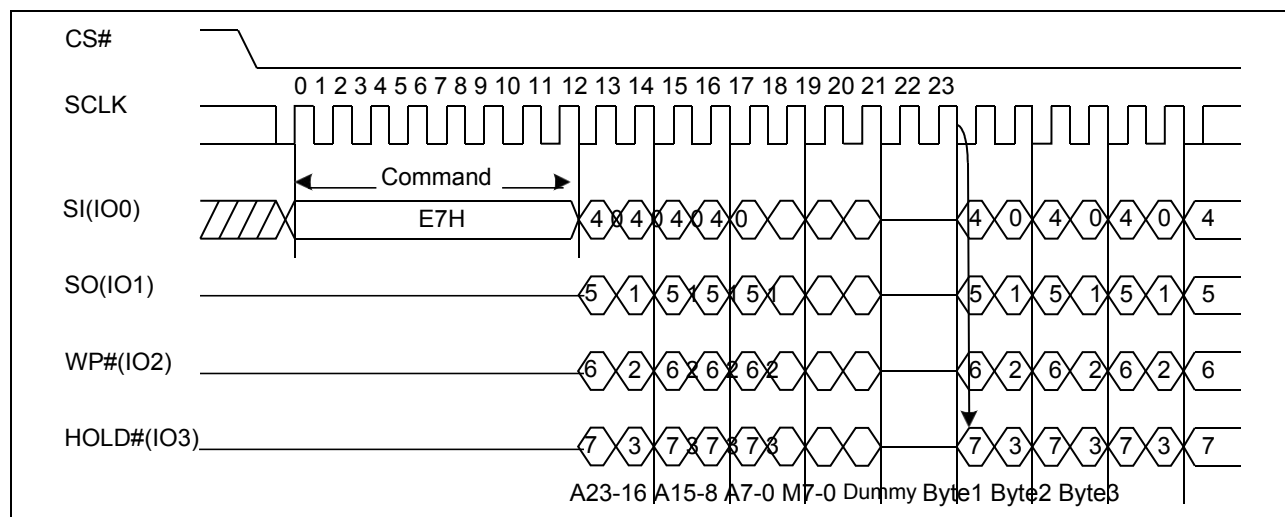 CS#
0 1 2 3 4 5 6 7 8 9 10 11 12 13 14 15 16 17 18 19 20 21 22 23
SCLK
Command
SI(IO0) E7H 4 0 4 0 4 0 4 0 4 0 4 0 4 0 4
SO(IO1) 5 1 5 1 5 1 5 1 5 1 5 1 5 1 5
WP#(IO2) 6 2 6 2 6 2 6 2 6 2 6 2 6 2 6
HOLD#(IO3) 7 3 7 3 7 3 7 3 7 3 7 3 7 3 7
A23-16 A15-8 A7-0 M7-0 Dummy Byte1 Byte2 Byte3